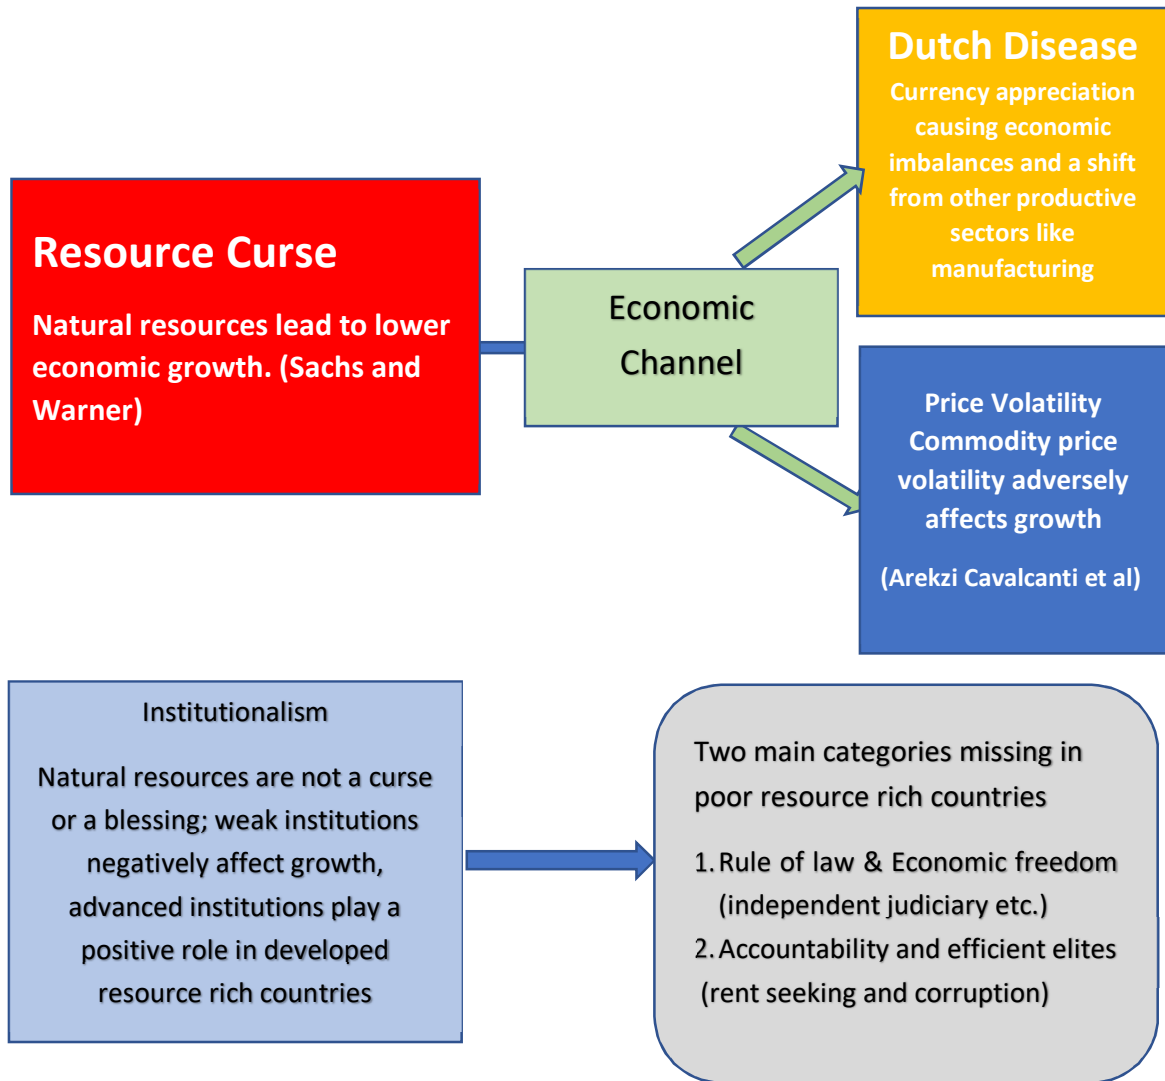 Resource Curse
Natural resources lead to lower
economic growth. (Sachs and
Warner)
Economic
Channel
Dutch Disease
Currency appreciation
causing economic
imbalances and a shift
from other productive
sectors like
manufacturing
Price Volatility
Commodity price
volatility adversely
affects growth
(Arekzi Cavalcanti et al)
Institutionalism
Natural resources are not a curse
or a blessing; weak institutions
negatively affect growth,
advanced institutions play a
positive role in developed
resource rich countries
Two main categories missing in
poor resource rich countries
1. Rule of law & Economic freedom
(independent judiciary etc.)
2. Accountability and efficient elites
(rent seeking and corruption)